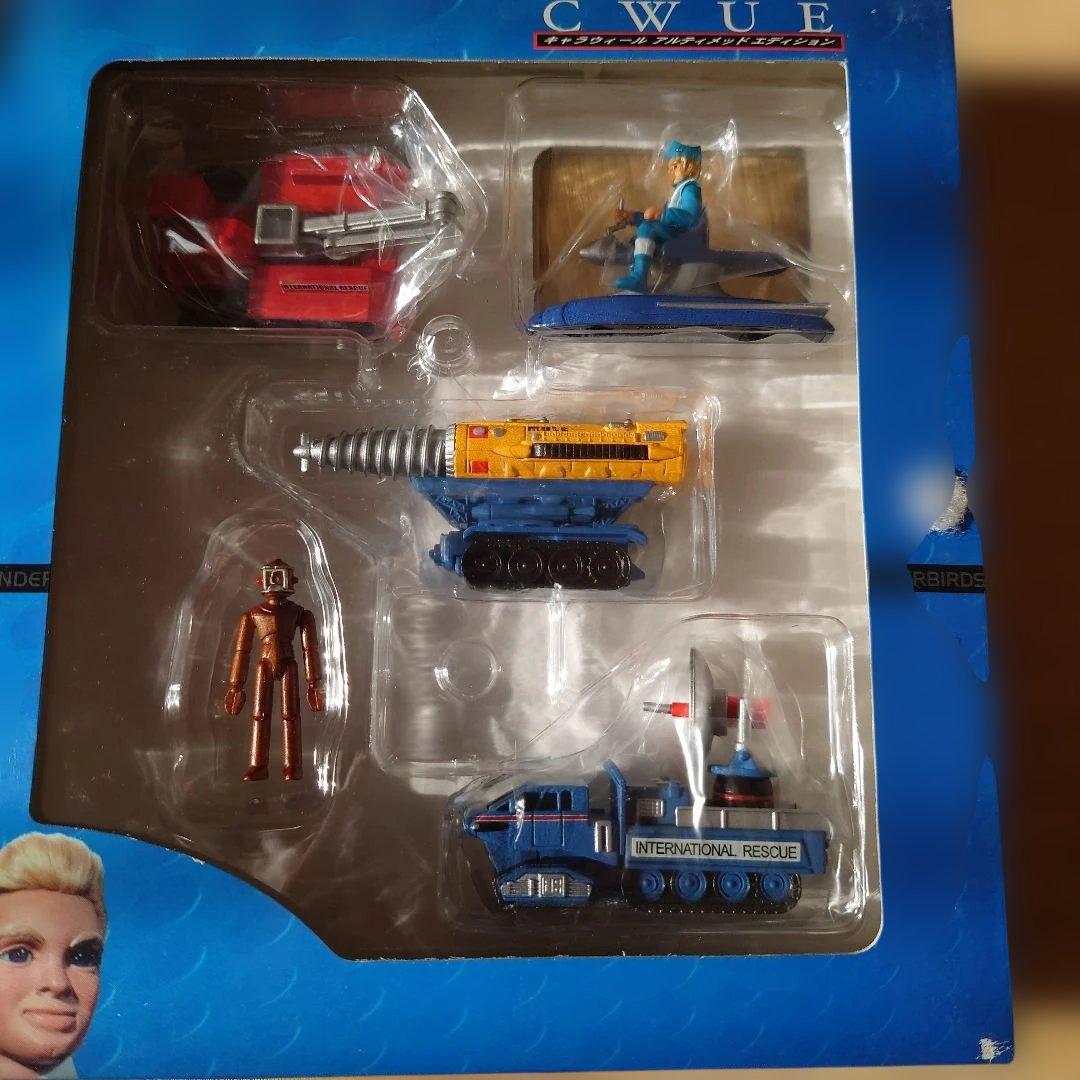 CWUE
キャラウィール アルティメッド エディション
INTERNATIONAL RESCUE
MOLE
NDER
RBIRDS
INTERNATIONAL RESCUE